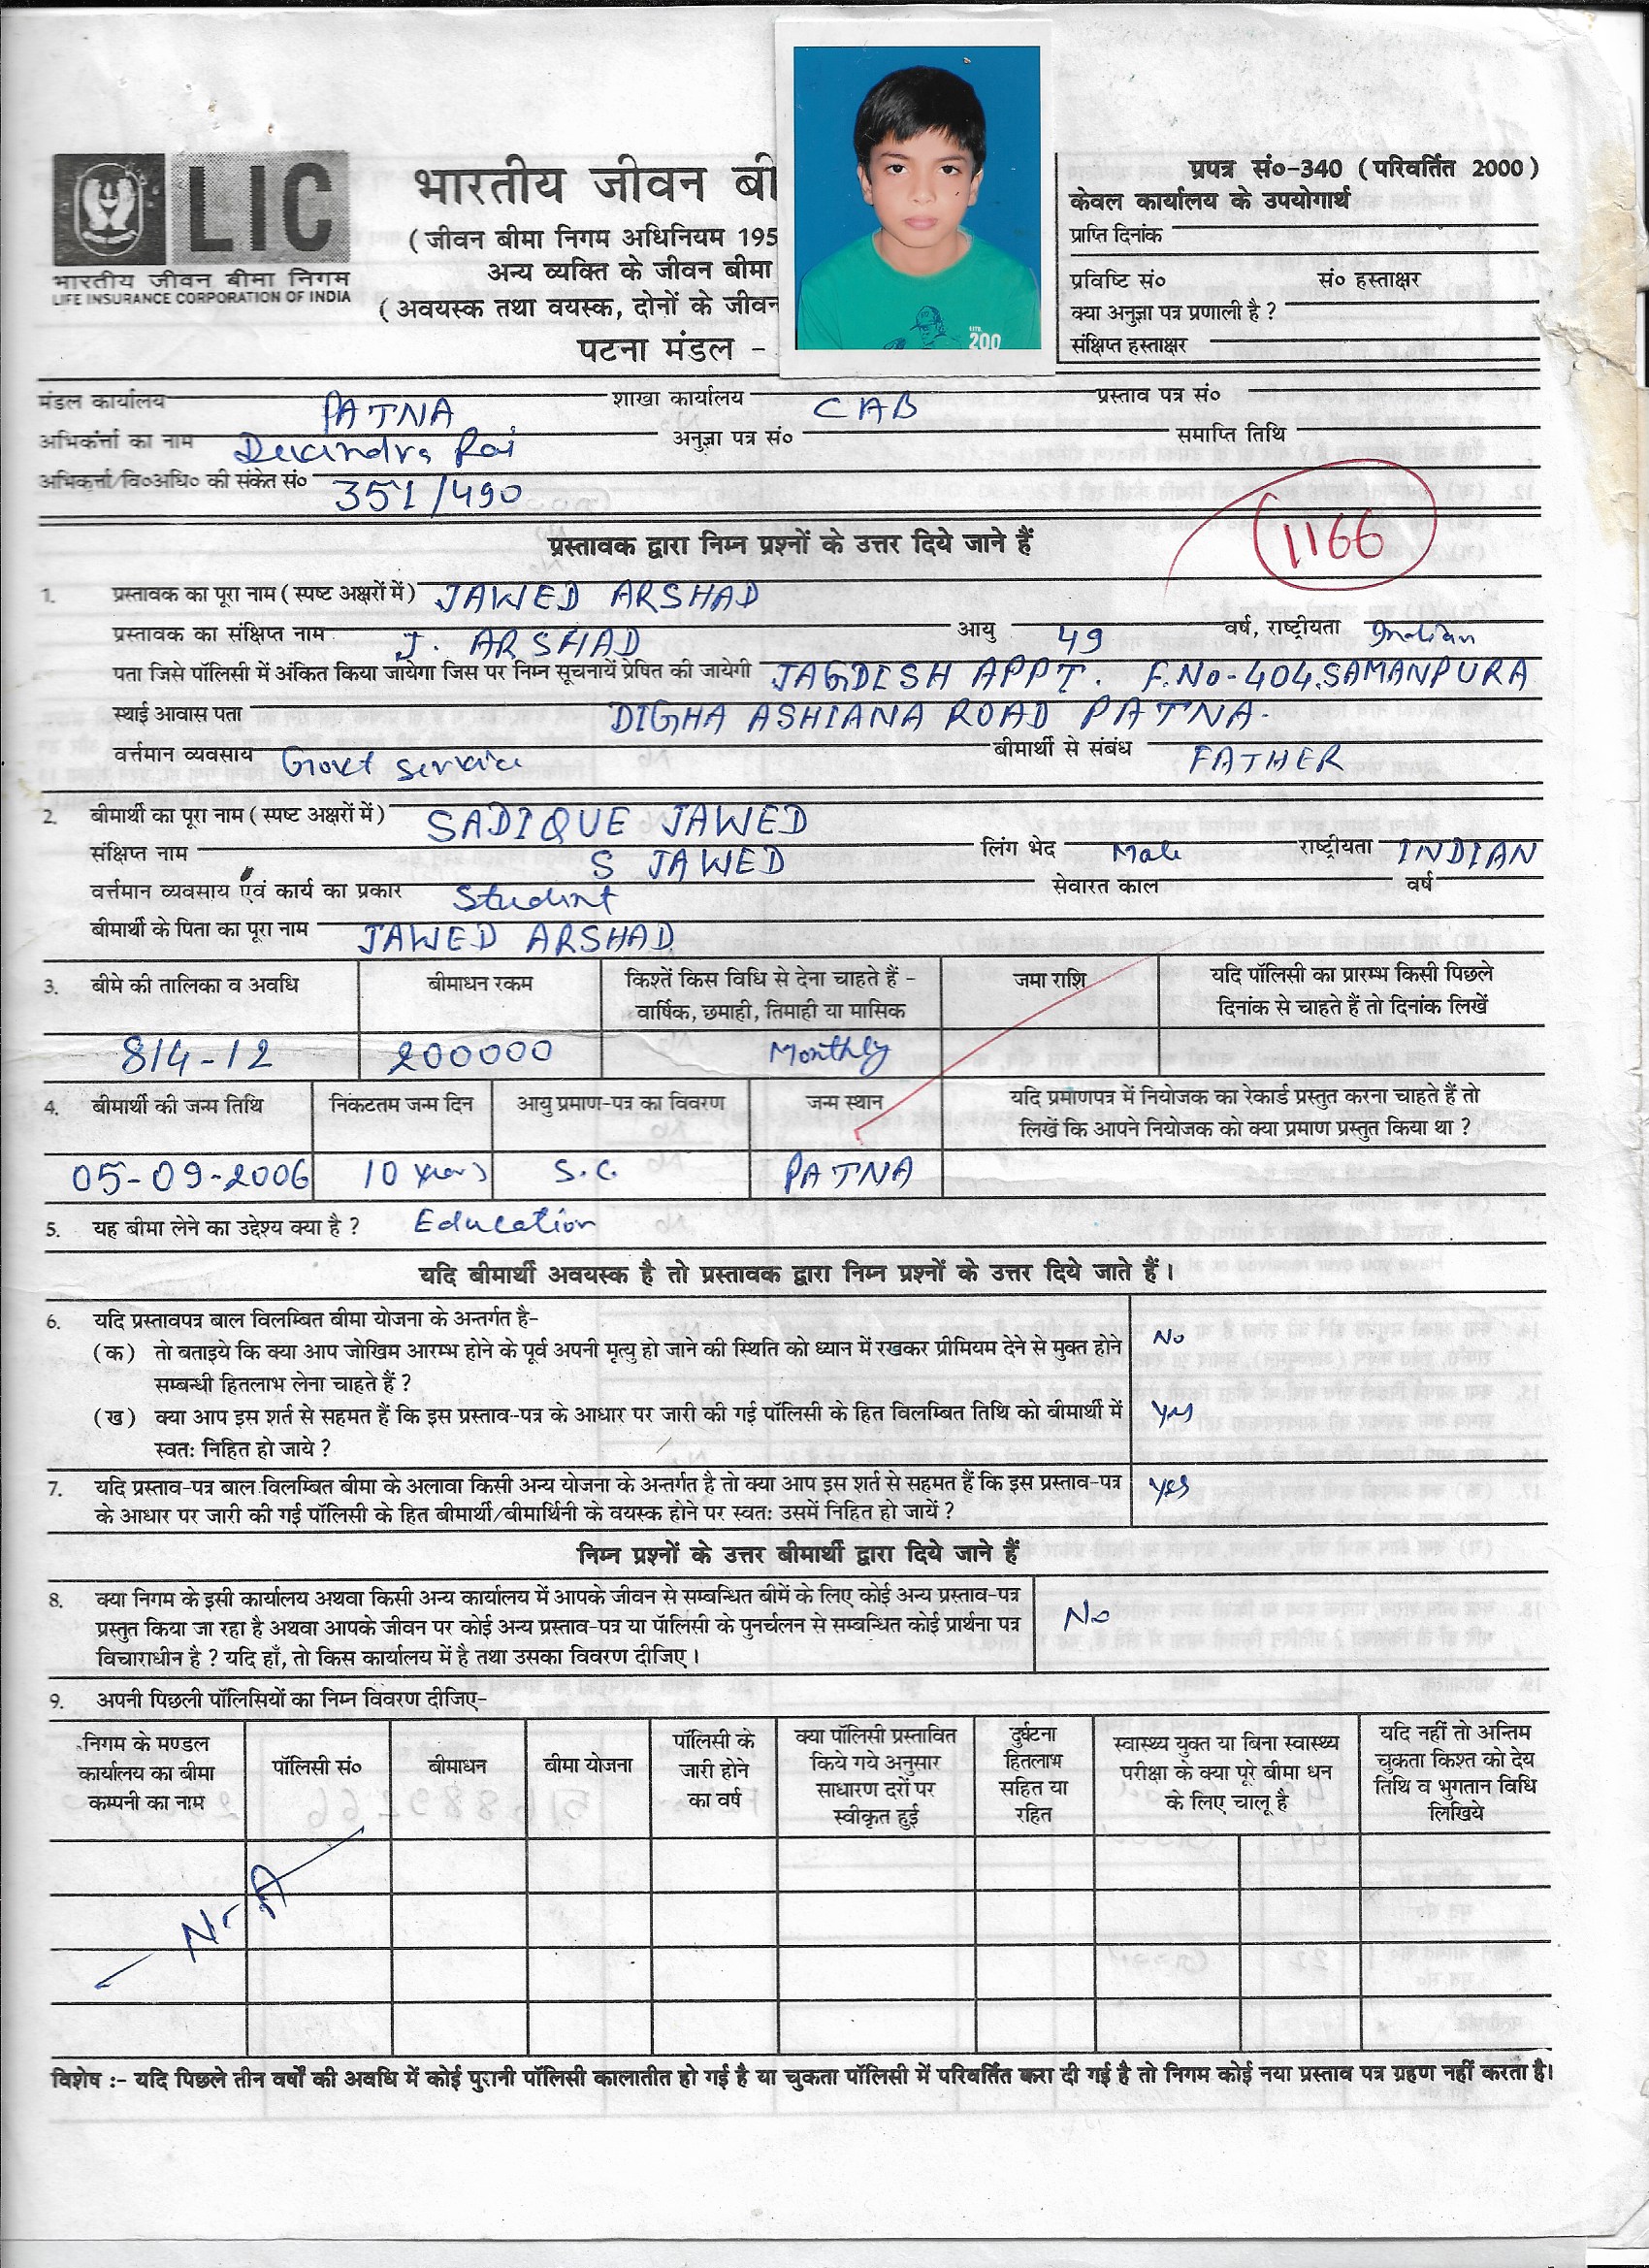 LIC
भारतीय जीवन बीमा निगम
LIFE INSURANCE CORPORATION OF INDIA
भारतीय जीवन बी
( जीवन बीमा निगम अधिनियम 195
अन्य व्यक्ति के जीवन बीमा
( अवयस्क तथा वयस्क, दोनों के जीवन
पटना मंडल -
200
प्रपत्र सं०-340 ( परिवर्तित 2000 )
केवल कार्यालय के उपयोगार्थ
प्राप्ति दिनांक
प्रविष्टि सं० सं० हस्ताक्षर
क्या अनुज्ञा पत्र प्रणाली है ?
संक्षिप्त हस्ताक्षर
मंडल कार्यालय PATNA शाखा कार्यालय CAB प्रस्ताव पत्र सं०
अभिकर्त्ता का नाम Devendra Rai अनुज्ञा पत्र सं० समाप्ति तिथि
अभिकर्त्ता/वि०अधि० की संकेत सं० 351/490
प्रस्तावक द्वारा निम्न प्रश्नों के उत्तर दिये जाने हैं 1166
1. प्रस्तावक का पूरा नाम ( स्पष्ट अक्षरों में ) JAWED ARSHAD
प्रस्तावक का संक्षिप्त नाम J. ARSHAD आयु 49 वर्ष, राष्ट्रीयता Indian
पता जिसे पॉलिसी में अंकित किया जायेगा जिस पर निम्न सूचनायें प्रेषित की जायेगी JAGDESH APPT. F.No-404.SAMANPURA
स्थाई आवास पता DIGHA ASHIANA ROAD PATNA.
वर्त्तमान व्यवसाय Govt service बीमार्थी से संबंध FATHER
2. बीमार्थी का पूरा नाम ( स्पष्ट अक्षरों में ) SADIQUE JAWED
संक्षिप्त नाम S JAWED लिंग भेद Male राष्ट्रीयता INDIAN
वर्त्तमान व्यवसाय एवं कार्य का प्रकार Student सेवारत काल वर्ष
बीमार्थी के पिता का पूरा नाम JAWED ARSHAD
3. बीमे की तालिका व अवधि बीमाधन रकम किश्तें किस विधि से देना चाहते हैं - जमा राशि यदि पॉलिसी का प्रारम्भ किसी पिछले
वार्षिक, छमाही, तिमाही या मासिक दिनांक से चाहते हैं तो दिनांक लिखें
814-12 200000 Monthly
4. बीमार्थी की जन्म तिथि निकटतम जन्म दिन आयु प्रमाण-पत्र का विवरण जन्म स्थान यदि प्रमाणपत्र में नियोजक का रेकार्ड प्रस्तुत करना चाहते हैं तो
लिखें कि आपने नियोजक को क्या प्रमाण प्रस्तुत किया था ?
05-09-2006 10 years S.C. PATNA
5. यह बीमा लेने का उद्देश्य क्या है ? Education
यदि बीमार्थी अवयस्क है तो प्रस्तावक द्वारा निम्न प्रश्नों के उत्तर दिये जाते हैं।
6. यदि प्रस्तावपत्र बाल विलम्बित बीमा योजना के अन्तर्गत है-
(क) तो बताइये कि क्या आप जोखिम आरम्भ होने के पूर्व अपनी मृत्यु हो जाने की स्थिति को ध्यान में रखकर प्रीमियम देने से मुक्त होने No
सम्बन्धी हितलाभ लेना चाहते हैं ?
(ख) क्या आप इस शर्त से सहमत हैं कि इस प्रस्ताव-पत्र के आधार पर जारी की गई पॉलिसी के हित विलम्बित तिथि को बीमार्थी में Yes
स्वतः निहित हो जाये ?
7. यदि प्रस्ताव-पत्र बाल विलम्बित बीमा के अलावा किसी अन्य योजना के अन्तर्गत है तो क्या आप इस शर्त से सहमत हैं कि इस प्रस्ताव-पत्र Yes
के आधार पर जारी की गई पॉलिसी के हित बीमार्थी/बीमार्थिनी के वयस्क होने पर स्वतः उसमें निहित हो जायें ?
निम्न प्रश्नों के उत्तर बीमार्थी द्वारा दिये जाने हैं
8. क्या निगम के इसी कार्यालय अथवा किसी अन्य कार्यालय में आपके जीवन से सम्बन्धित बीमें के लिए कोई अन्य प्रस्ताव-पत्र
प्रस्तुत किया जा रहा है अथवा आपके जीवन पर कोई अन्य प्रस्ताव-पत्र या पॉलिसी के पुनर्चलन से सम्बन्धित कोई प्रार्थना पत्र No
विचाराधीन है ? यदि हाँ, तो किस कार्यालय में है तथा उसका विवरण दीजिए।
9. अपनी पिछली पॉलिसियों का निम्न विवरण दीजिए-
निगम के मण्डल कार्यालय का बीमा कम्पनी का नाम
पॉलिसी सं०
बीमाधन
बीमा योजना
पॉलिसी के जारी होने का वर्ष
क्या पॉलिसी प्रस्तावित किये गये अनुसार साधारण दरों पर स्वीकृत हुई
दुर्घटना हितलाभ सहित या रहित
स्वास्थ्य युक्त या बिना स्वास्थ्य परीक्षा के क्या पूरे बीमा धन के लिए चालू है
यदि नहीं तो अन्तिम चुकता किश्त को देय तिथि व भुगतान विधि लिखिये
N-A
विशेष :- यदि पिछले तीन वर्षों की अवधि में कोई पुरानी पॉलिसी कालातीत हो गई है या चुकता पॉलिसी में परिवर्तित करा दी गई है तो निगम कोई नया प्रस्ताव पत्र ग्रहण नहीं करता है।